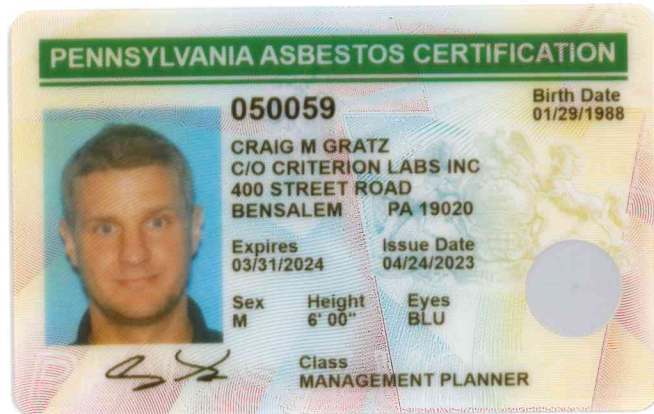 PENNSYLVANIA ASBESTOS CERTIFICATION
050059
Birth Date
01/29/1988
CRAIG M GRATZ
C/O CRITERION LABS INC
400 STREET ROAD
BENSALEM PA 19020
Expires Issue Date
03/31/2024 04/24/2023
Sex Height Eyes
M 6' 00" BLU
Class
MANAGEMENT PLANNER